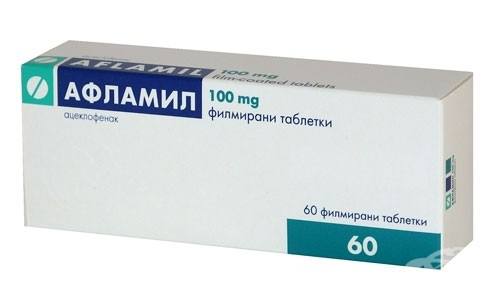 AFLAMIL 100 mg
film-coated tablets
АФЛАМИЛ 100 mg
ацеклофенак филмирани таблетки
60 филмирани таблетки
60